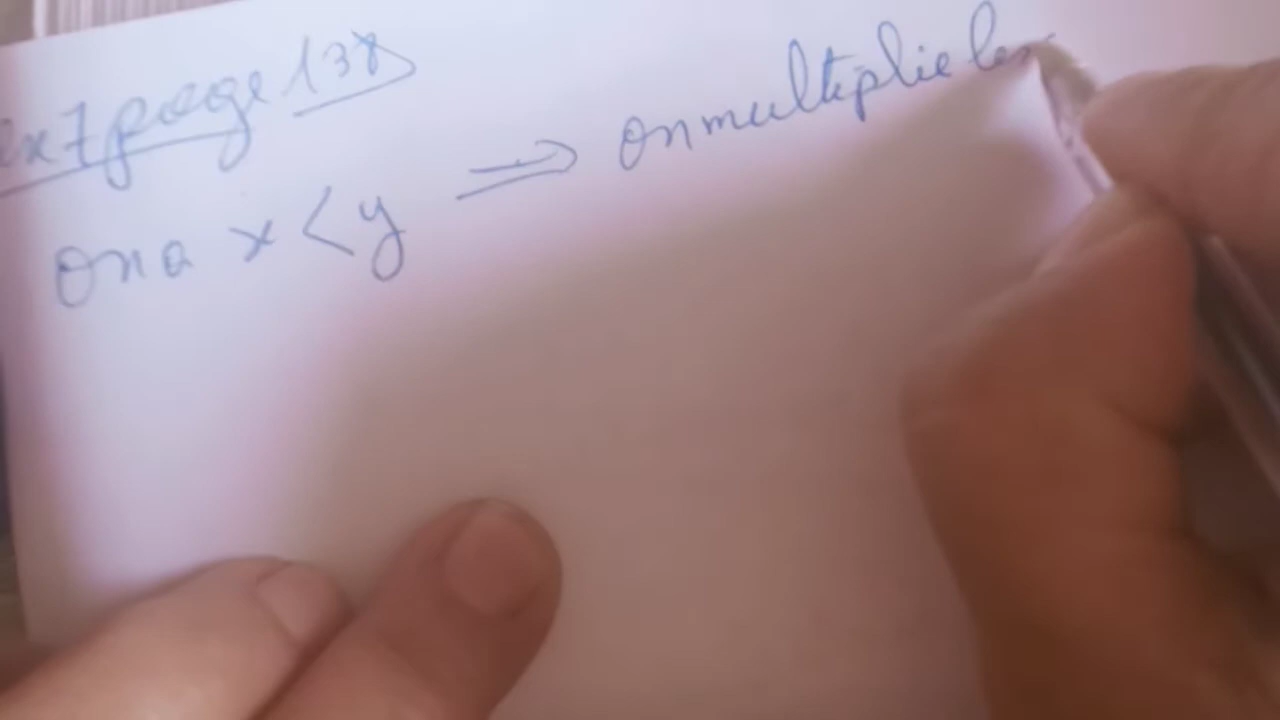 ex 7 page 138
on a x < y ⇒ on multiplie les